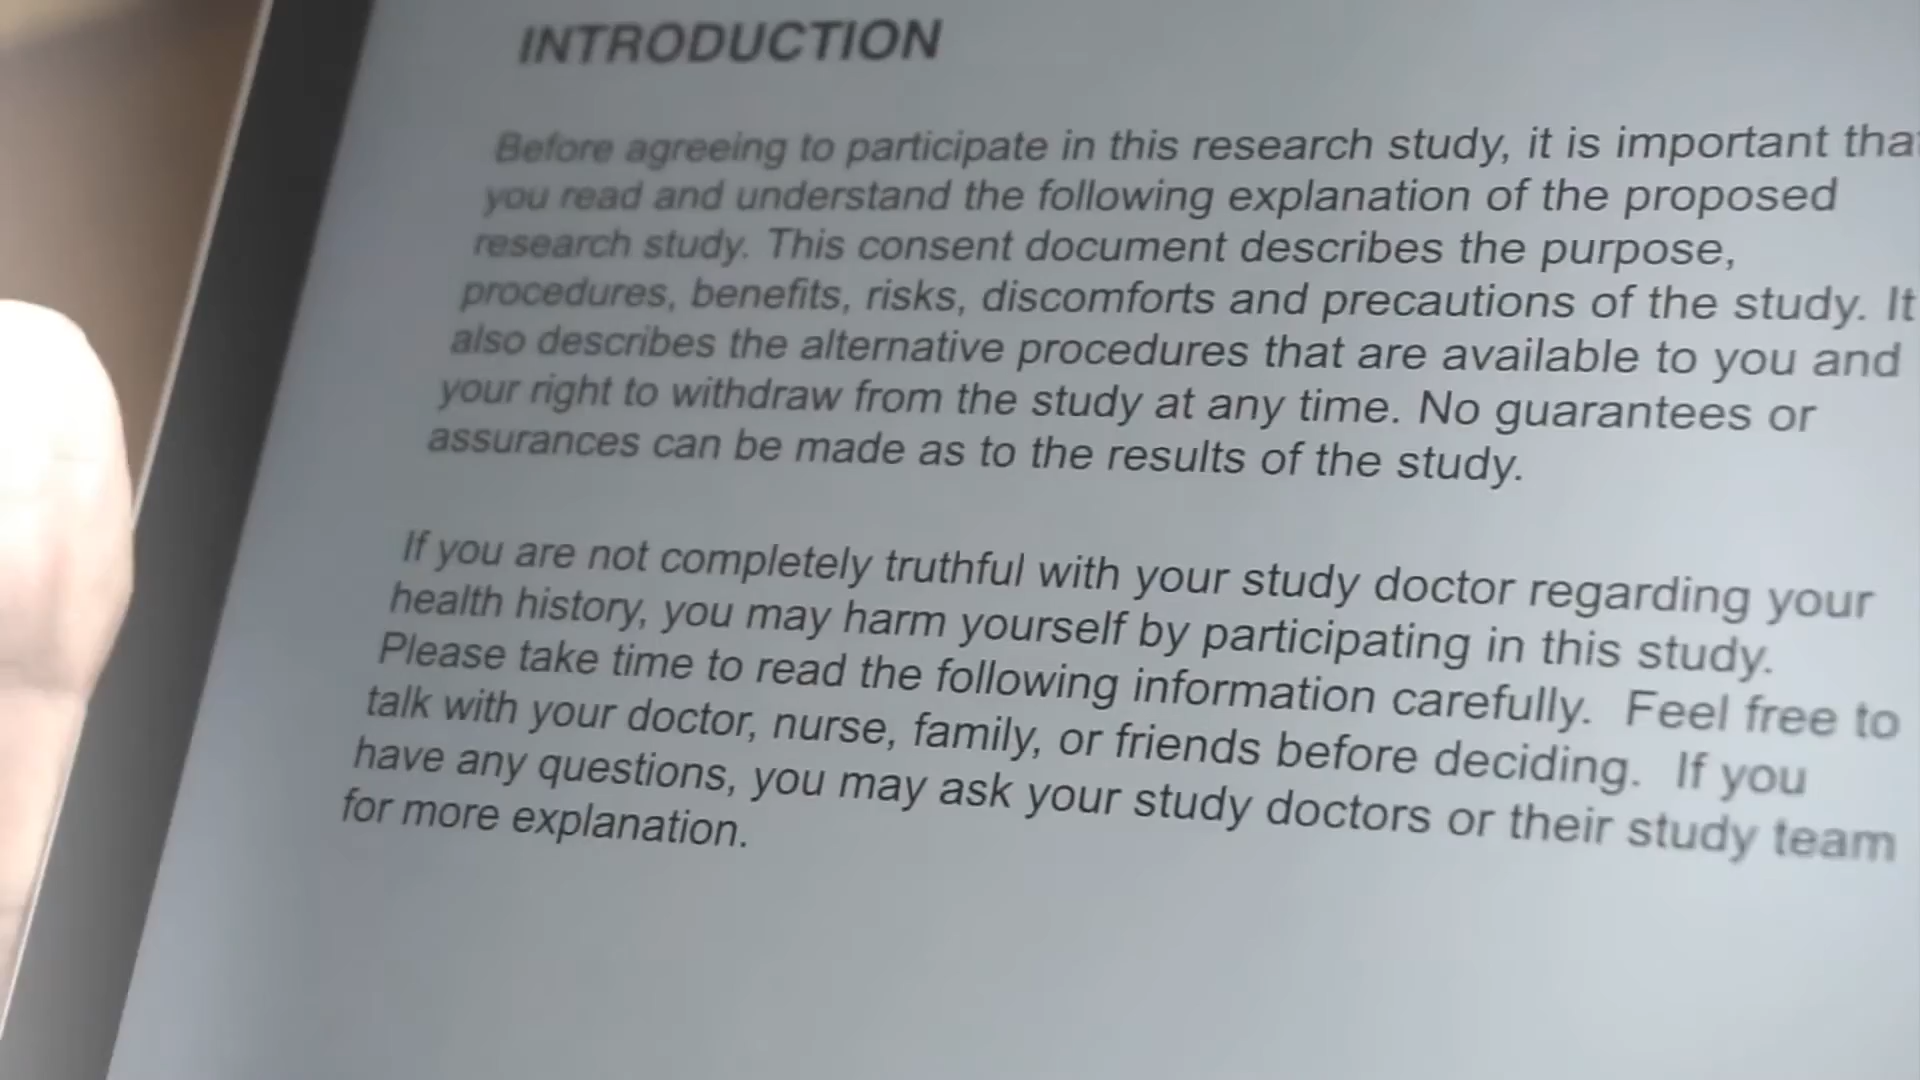 INTRODUCTION
Before agreeing to participate in this research study, it is important tha
you read and understand the following explanation of the proposed
research study. This consent document describes the purpose,
procedures, benefits, risks, discomforts and precautions of the study. It
also describes the alternative procedures that are available to you and
your right to withdraw from the study at any time. No guarantees or
assurances can be made as to the results of the study.
If you are not completely truthful with your study doctor regarding your
health history, you may harm yourself by participating in this study.
Please take time to read the following information carefully. Feel free to
talk with your doctor, nurse, family, or friends before deciding. If you
have any questions, you may ask your study doctors or their study team
for more explanation.